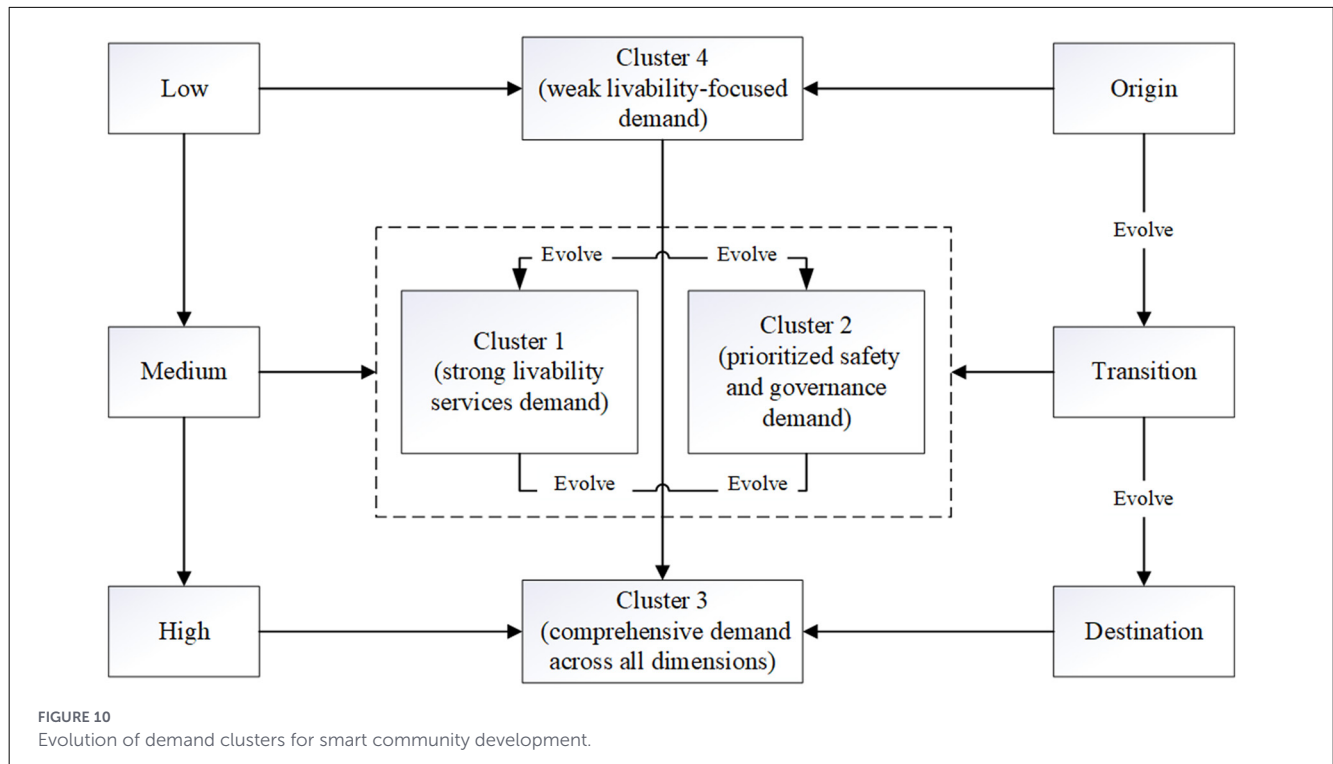 Low
Cluster 4
(weak livability-focused
demand)
Origin
Evolve
Evolve
Evolve
Medium
Cluster 1
(strong livability
services demand)
Cluster 2
(prioritized safety
and governance
demand)
Transition
Evolve
Evolve
Evolve
High
Cluster 3
(comprehensive demand
across all dimensions)
Destination
FIGURE 10
Evolution of demand clusters for smart community development.